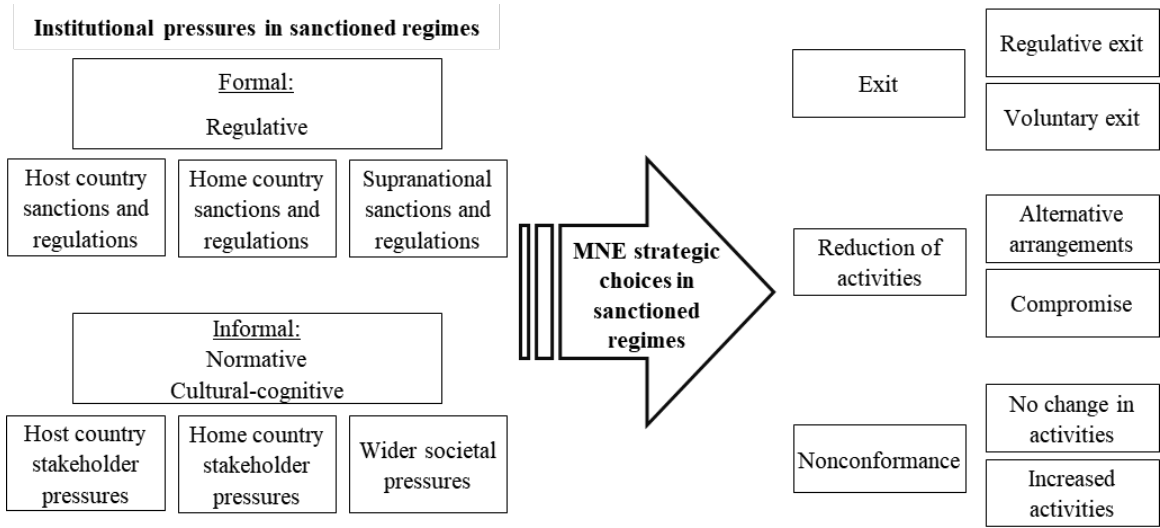 Institutional pressures in sanctioned regimes
Formal:
Regulative
Host country
sanctions and
regulations
Home country
sanctions and
regulations
Supranational
sanctions and
regulations
Informal:
Normative
Cultural-cognitive
Host country
stakeholder
pressures
Home country
stakeholder
pressures
Wider societal
pressures
MNE strategic
choices in
sanctioned
regimes
Exit
Regulative exit
Voluntary exit
Reduction of
activities
Alternative
arrangements
Compromise
Nonconformance
No change in
activities
Increased
activities